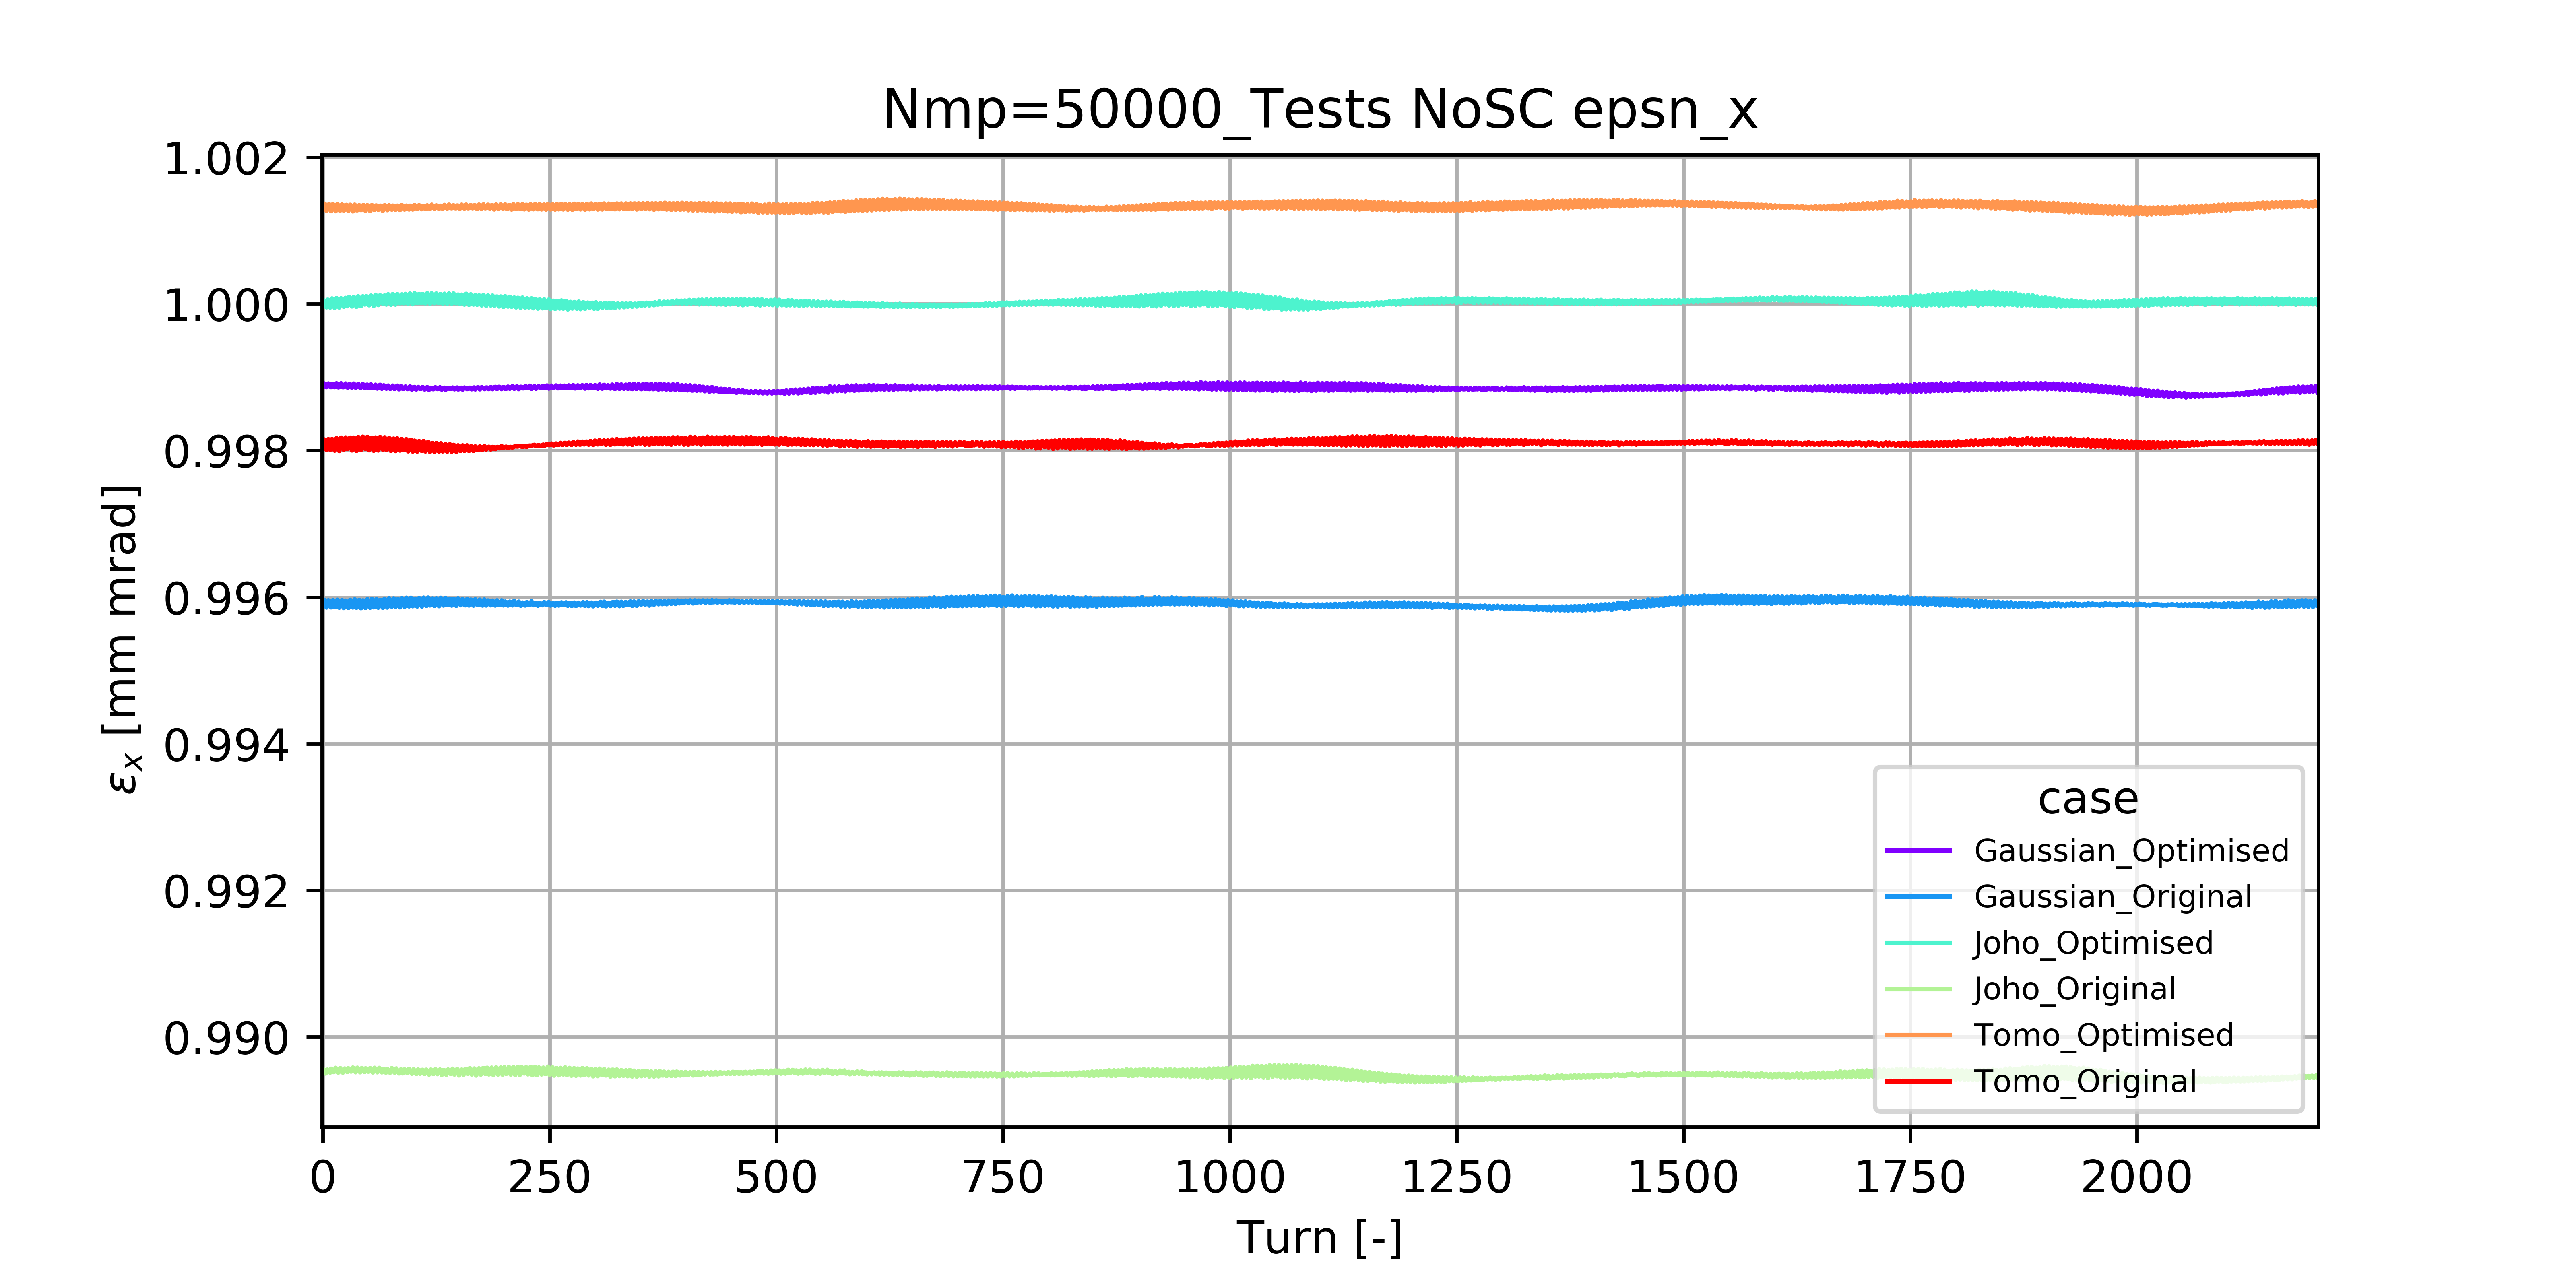 Nmp=50000_Tests NoSC epsn_x
1.002
1.000
0.998
0.996
0.994
0.992
0.990
εx [mm mrad]
case
Gaussian_Optimised
Gaussian_Original
Joho_Optimised
Joho_Original
Tomo_Optimised
Tomo_Original
0 250 500 750 1000 1250 1500 1750 2000
Turn [-]